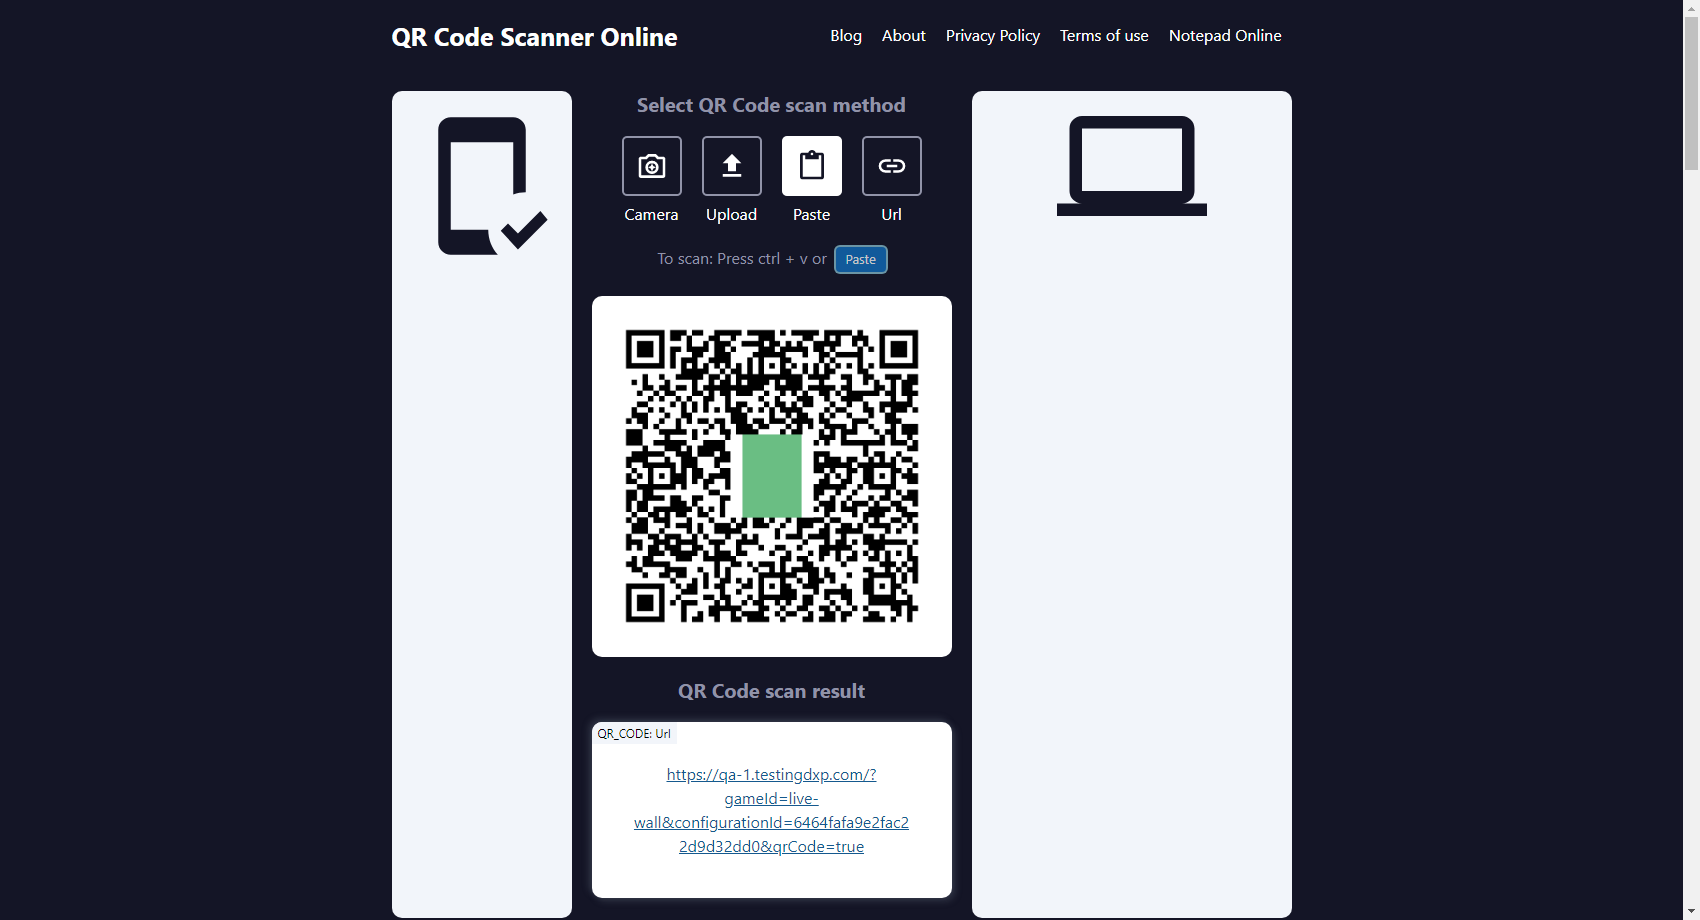 QR Code Scanner Online
Blog About Privacy Policy Terms of use Notepad Online
Select QR Code scan method
Camera Upload Paste Url
To scan: Press ctrl + v or Paste
QR Code scan result
QR_CODE: Url
https://qa-1.testingdxp.com/?
gameId=live-
wall&configurationId=6464fafa9e2fac2
2d9d32dd0&qrCode=true